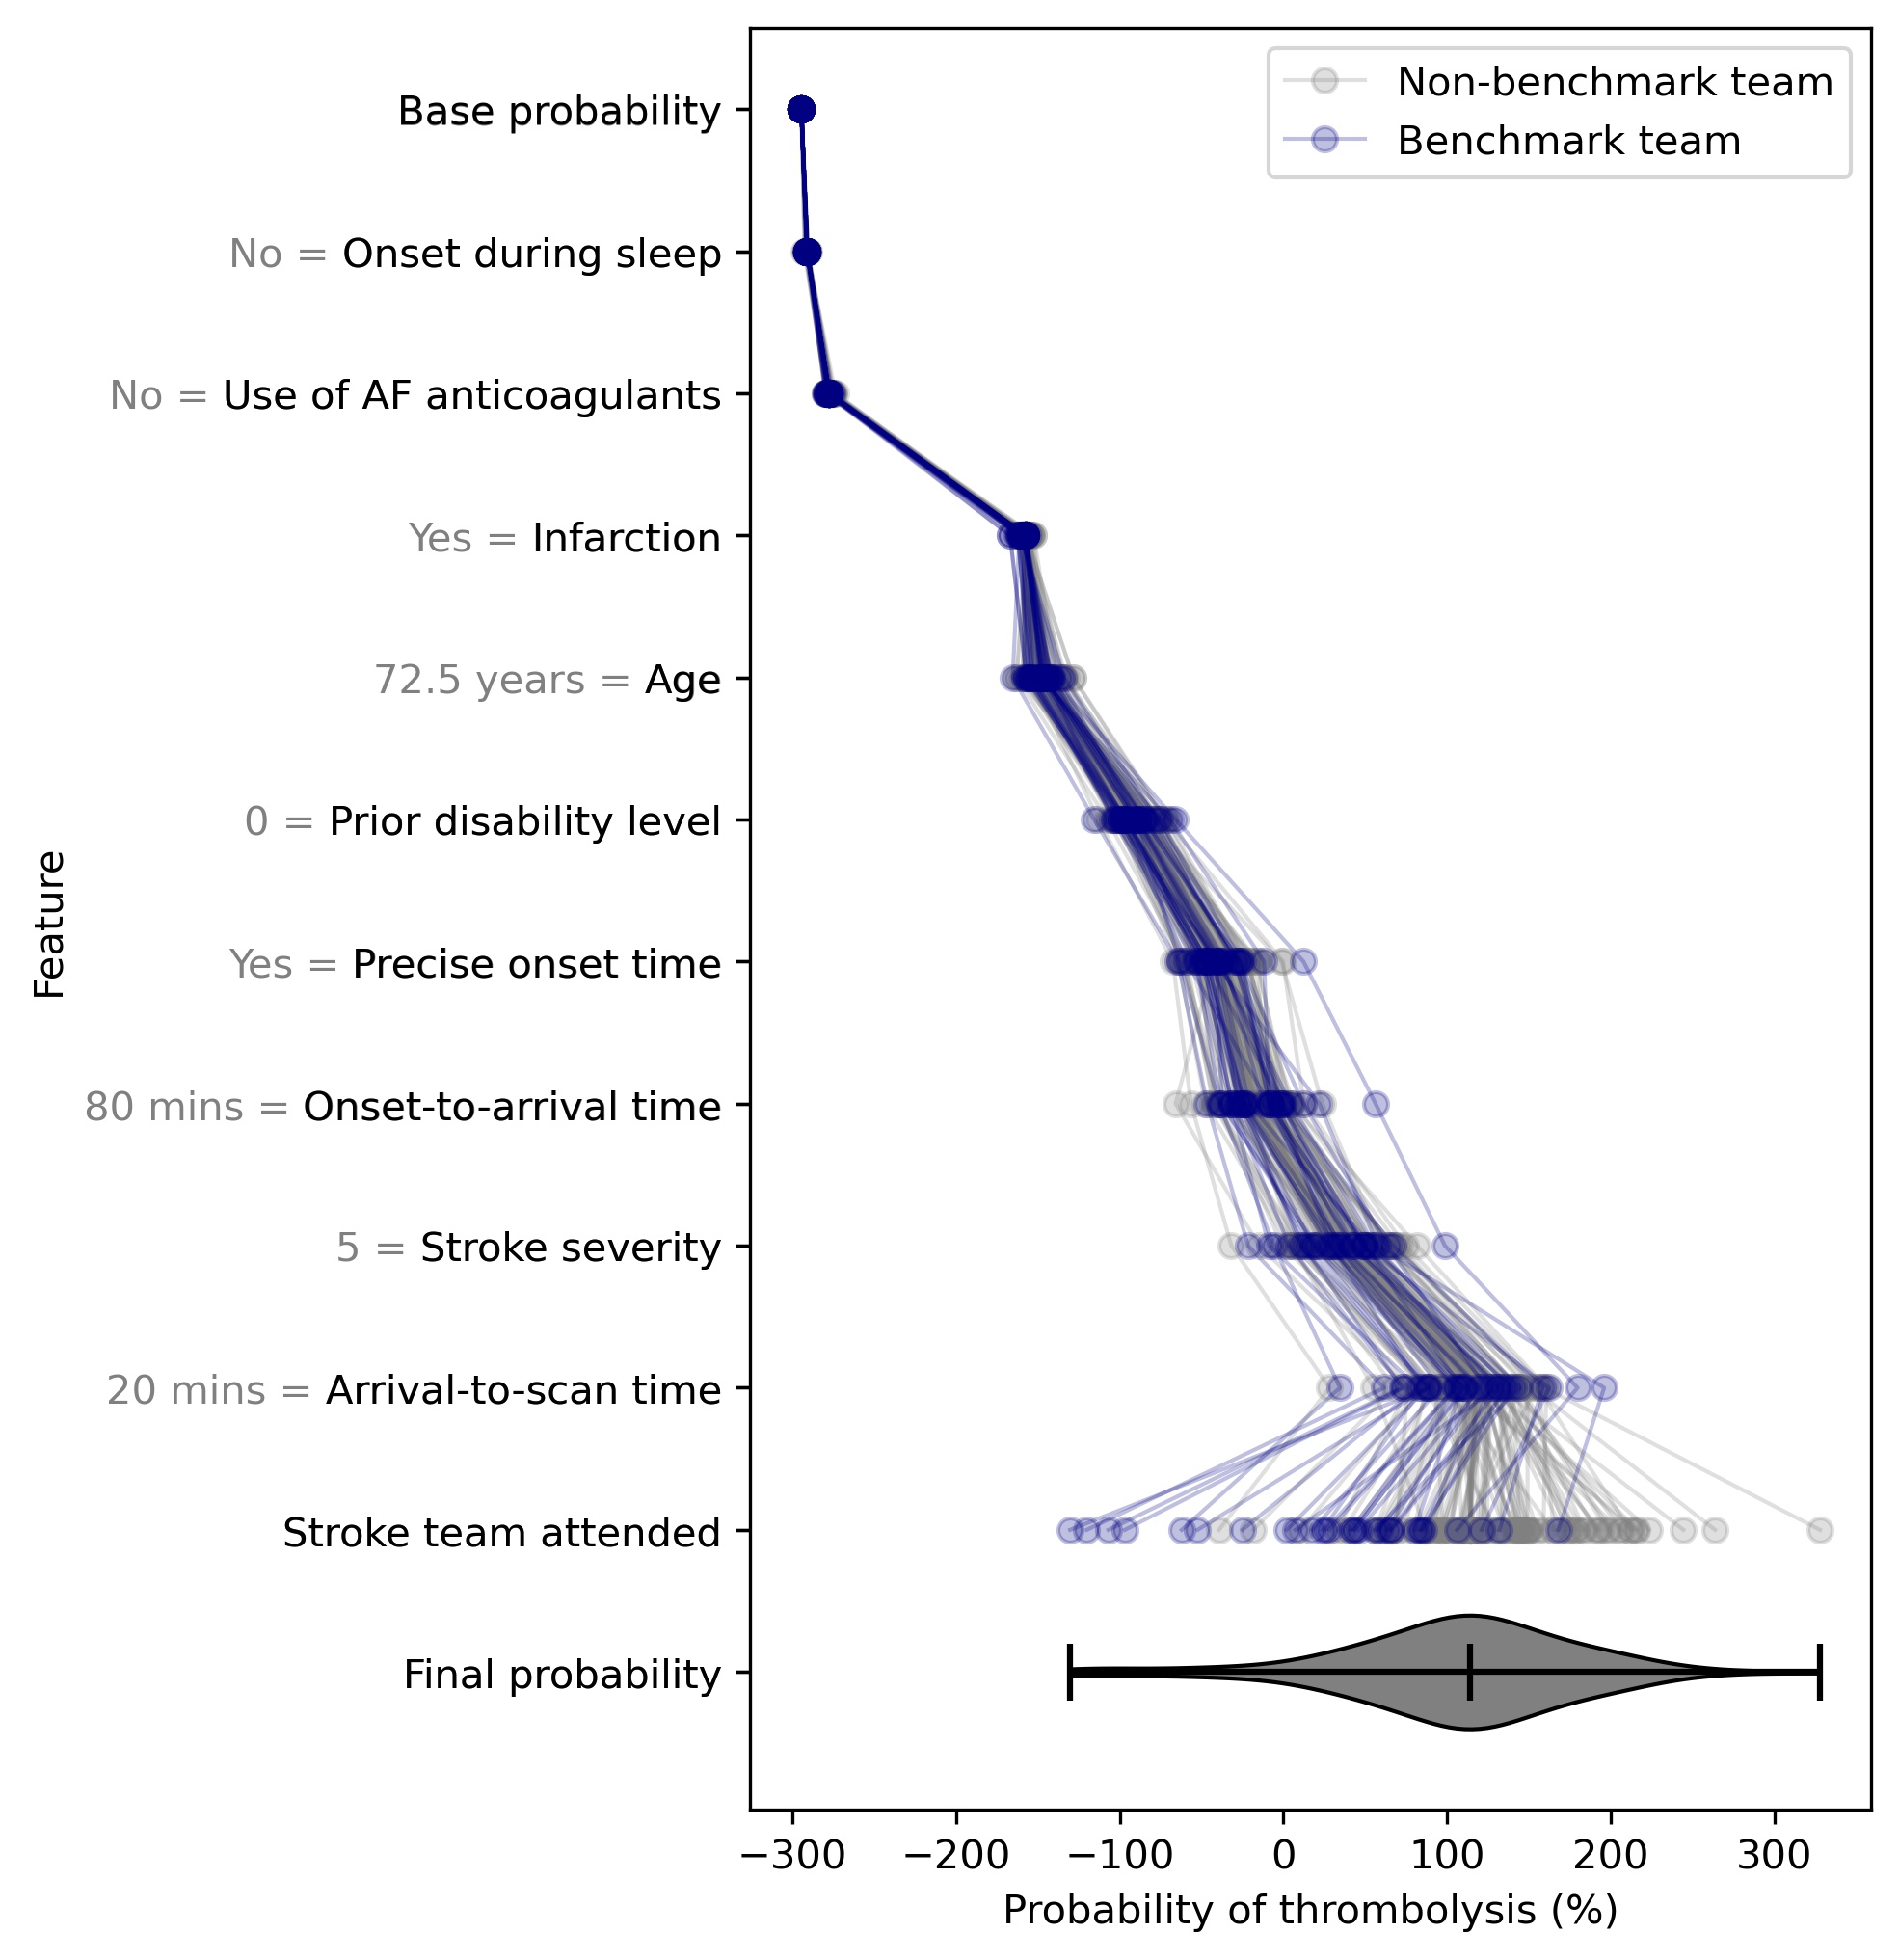 Non-benchmark team
Benchmark team
Base probability
No = Onset during sleep
No = Use of AF anticoagulants
Yes = Infarction
72.5 years = Age
0 = Prior disability level
Yes = Precise onset time
80 mins = Onset-to-arrival time
5 = Stroke severity
20 mins = Arrival-to-scan time
Stroke team attended
Final probability
Feature
−300 −200 −100 0 100 200 300
Probability of thrombolysis (%)